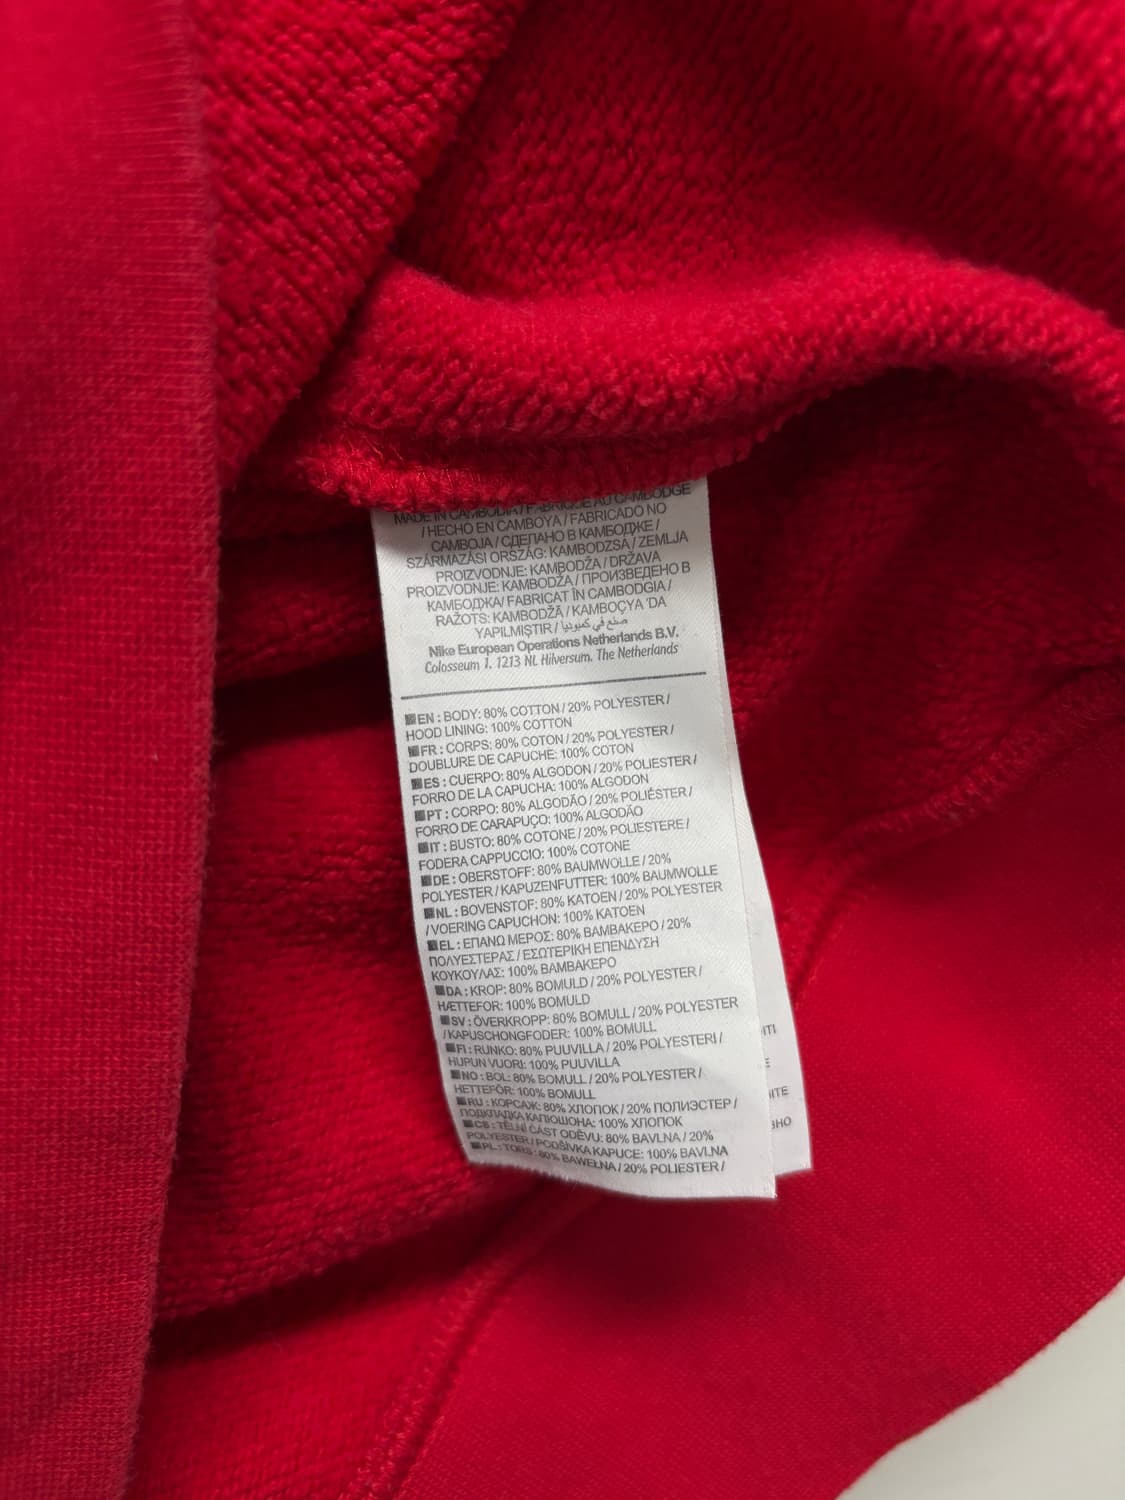 MADE IN CAMBODIA / FABRIQUÉ AU CAMBODGE
/ HECHO EN CAMBOYA / FABRICADO NO
CAMBOJA / СДЕЛАНО В КАМБОДЖЕ /
SZÁRMAZÁSI ORSZÁG: KAMBODZSA / ZEMLJA
PROIZVODNJE: KAMBODŽA / DRŽAVA
PROIZVODNJE: KAMBODŽA / ПРОИЗВЕДЕНО В
КАМБОДЖА/ FABRICAT ÎN CAMBODGIA /
RAŽOTS: KAMBODŽĀ / KAMBOÇYA 'DA
YAPILMIŞTIR / صنع في كمبوديا
Nike European Operations Netherlands B.V.
Colosseum 1, 1213 NL Hilversum, The Netherlands
EN : BODY: 80% COTTON / 20% POLYESTER /
HOOD LINING: 100% COTTON
FR : CORPS: 80% COTON / 20% POLYESTER /
DOUBLURE DE CAPUCHE: 100% COTON
ES : CUERPO: 80% ALGODON / 20% POLIESTER /
FORRO DE LA CAPUCHA: 100% ALGODON
PT : CORPO: 80% ALGODÃO / 20% POLIÉSTER /
FORRO DE CARAPUÇO: 100% ALGODÃO
IT : BUSTO: 80% COTONE / 20% POLIESTERE /
FODERA CAPPUCCIO: 100% COTONE
DE : OBERSTOFF: 80% BAUMWOLLE / 20%
POLYESTER / KAPUZENFUTTER: 100% BAUMWOLLE
NL : BOVENSTOF: 80% KATOEN / 20% POLYESTER
/ VOERING CAPUCHON: 100% KATOEN
EL : ΕΠΑΝΩ ΜΕΡΟΣ: 80% ΒΑΜΒΑΚΕΡΟ / 20%
ΠΟΛΥΕΣΤΕΡΑΣ / ΕΣΩΤΕΡΙΚΗ ΕΠΕΝΔΥΣΗ
ΚΟΥΚΟΥΛΑΣ: 100% ΒΑΜΒΑΚΕΡΟ
DA : KROP: 80% BOMULD / 20% POLYESTER /
HÆTTEFOR: 100% BOMULD
SV : ÖVERKROPP: 80% BOMULL / 20% POLYESTER
/ KAPUSCHONGFODER: 100% BOMULL
FI : RUNKO: 80% PUUVILLA / 20% POLYESTERI /
HUPUN VUORI: 100% PUUVILLA
NO : BOL: 80% BOMULL / 20% POLYESTER /
HETTEFÔR: 100% BOMULL
RU : КОРСАЖ: 80% ХЛОПОК / 20% ПОЛИЭСТЕР /
ПОДКЛАДКА КАПЮШОНА: 100% ХЛОПОК
CS : TĚLNÍ ČÁST ODĚVU: 80% BAVLNA / 20%
POLYESTER / PODŠÍVKA KAPUCE: 100% BAVLNA
PL : TORS: 80% BAWEŁNA / 20% POLIESTER /